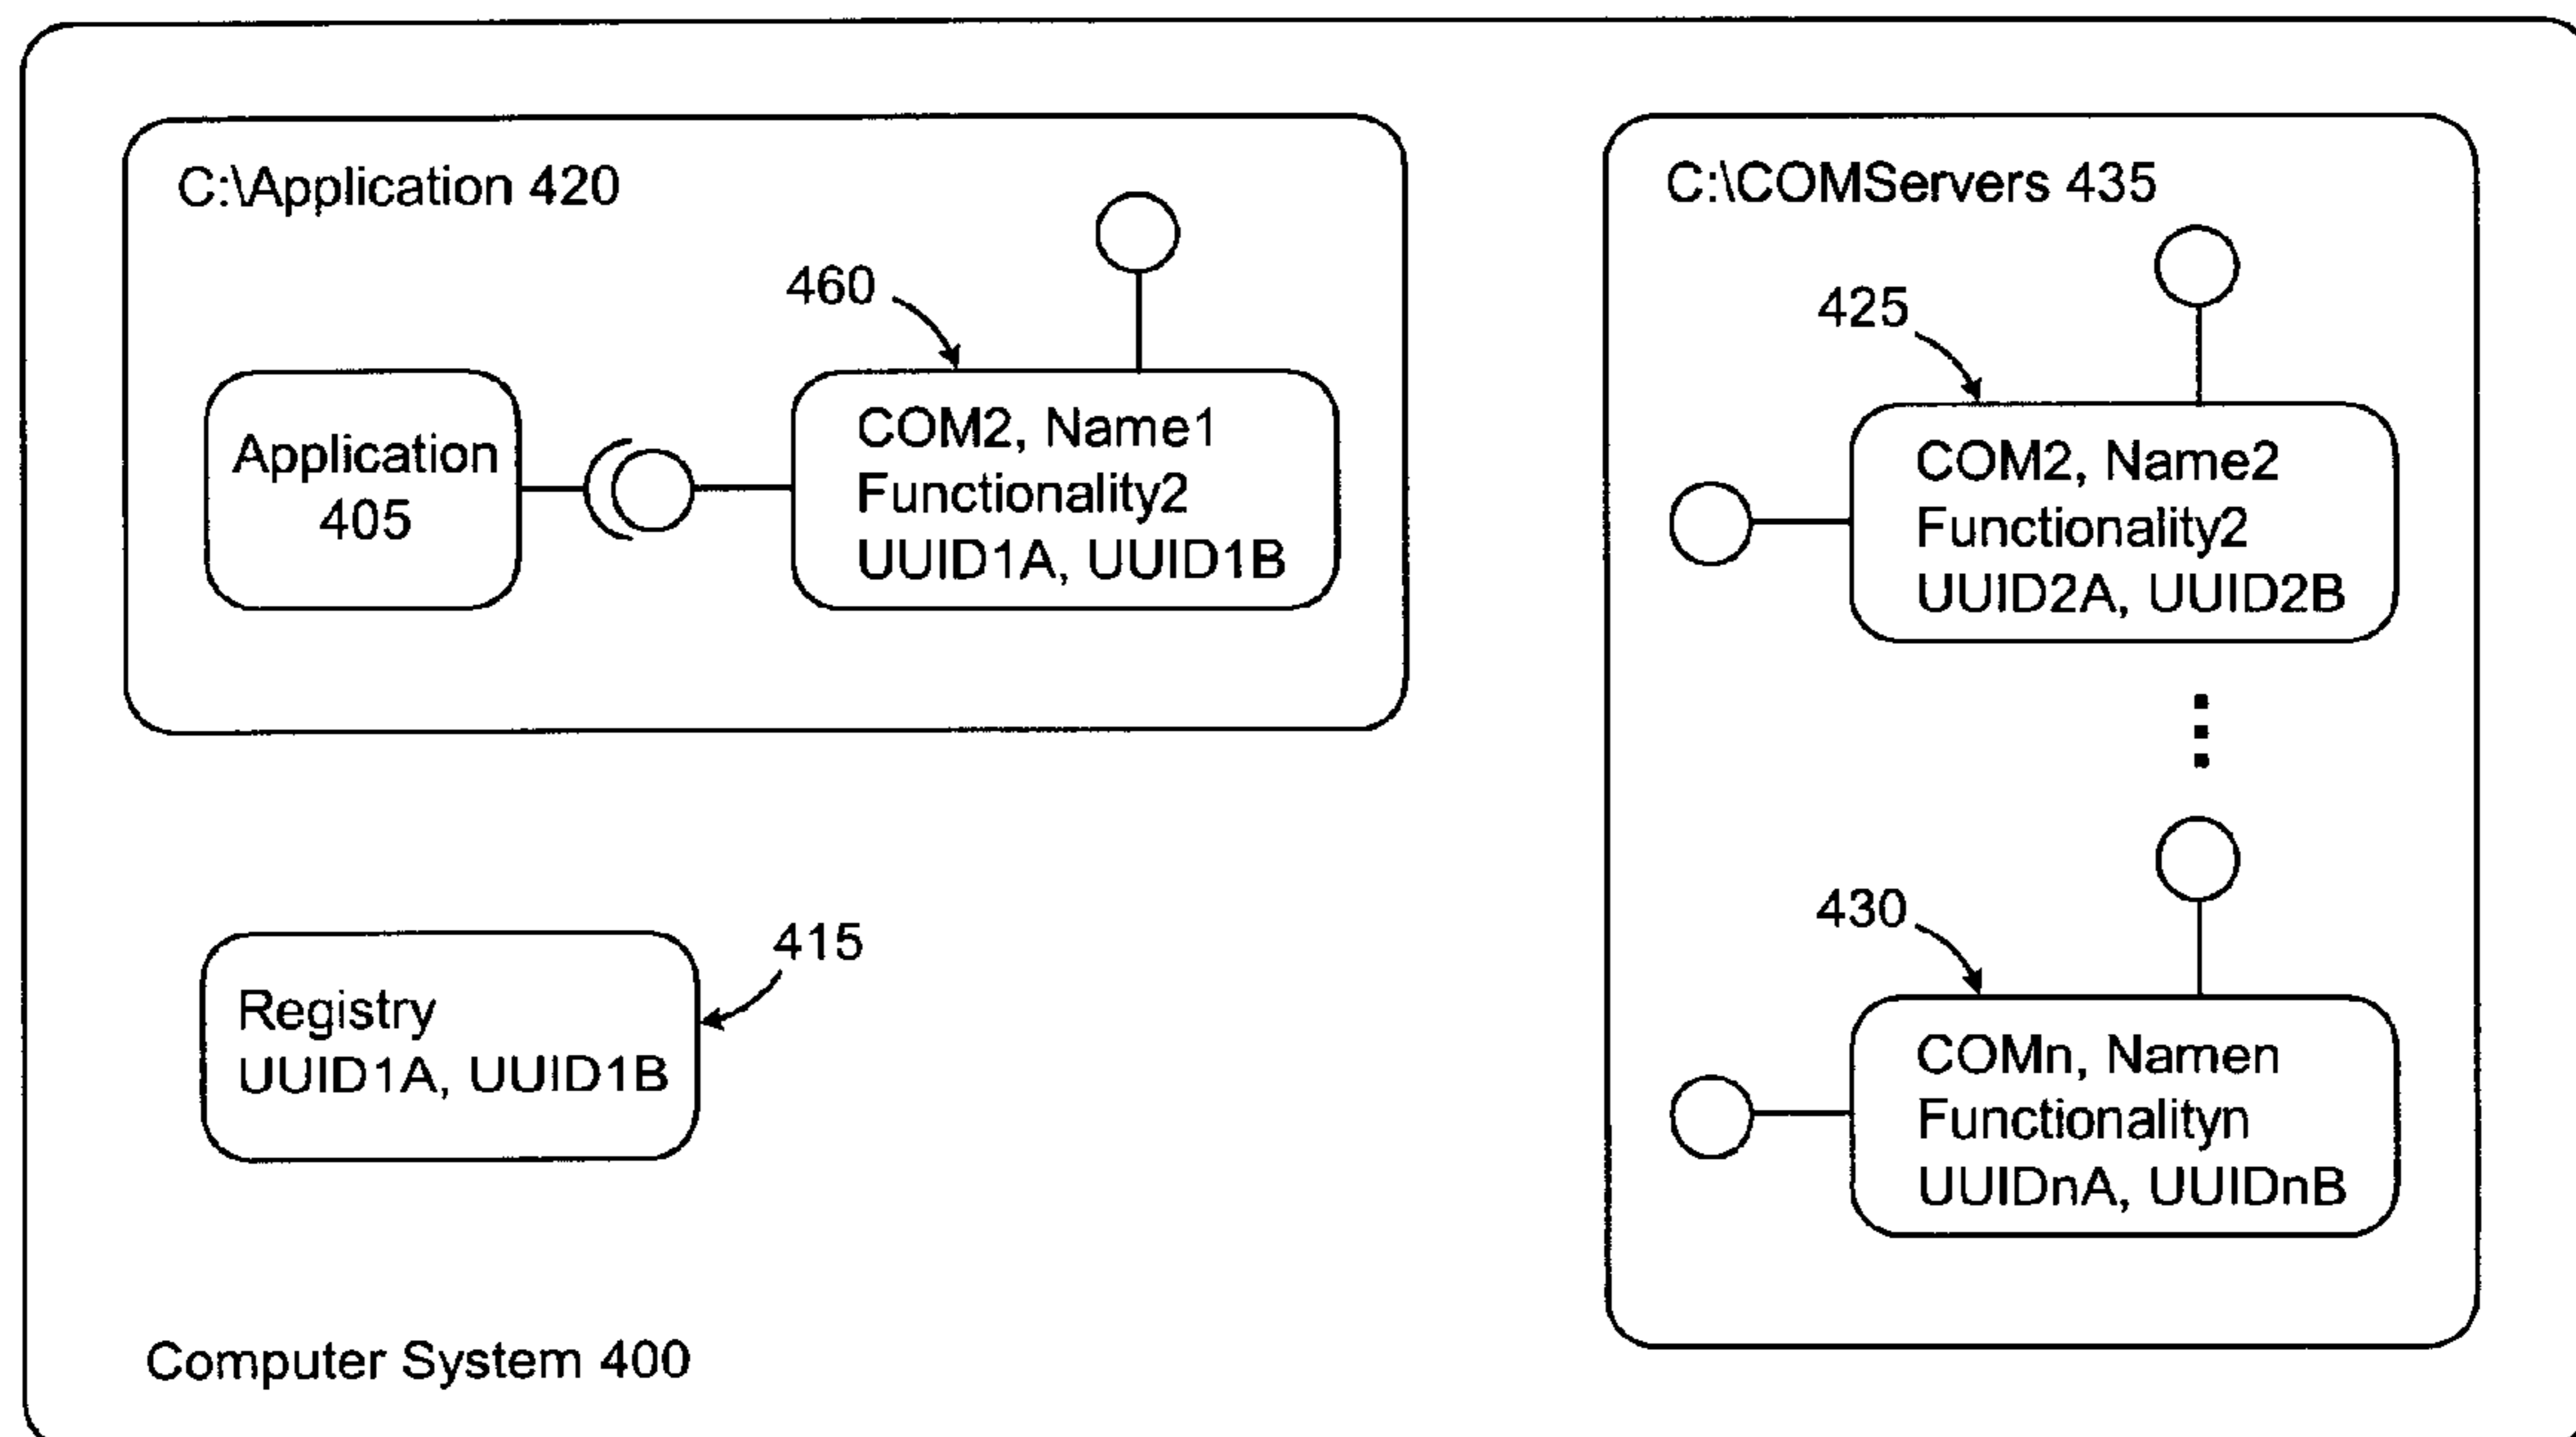 C:\Application 420
460
Application
405
COM2, Name1
Functionality2
UUID1A, UUID1B
C:\COMServers 435
425
COM2, Name2
Functionality2
UUID2A, UUID2B
430
COMn, Namen
Functionalityn
UUIDnA, UUIDnB
415
Registry
UUID1A, UUID1B
Computer System 400